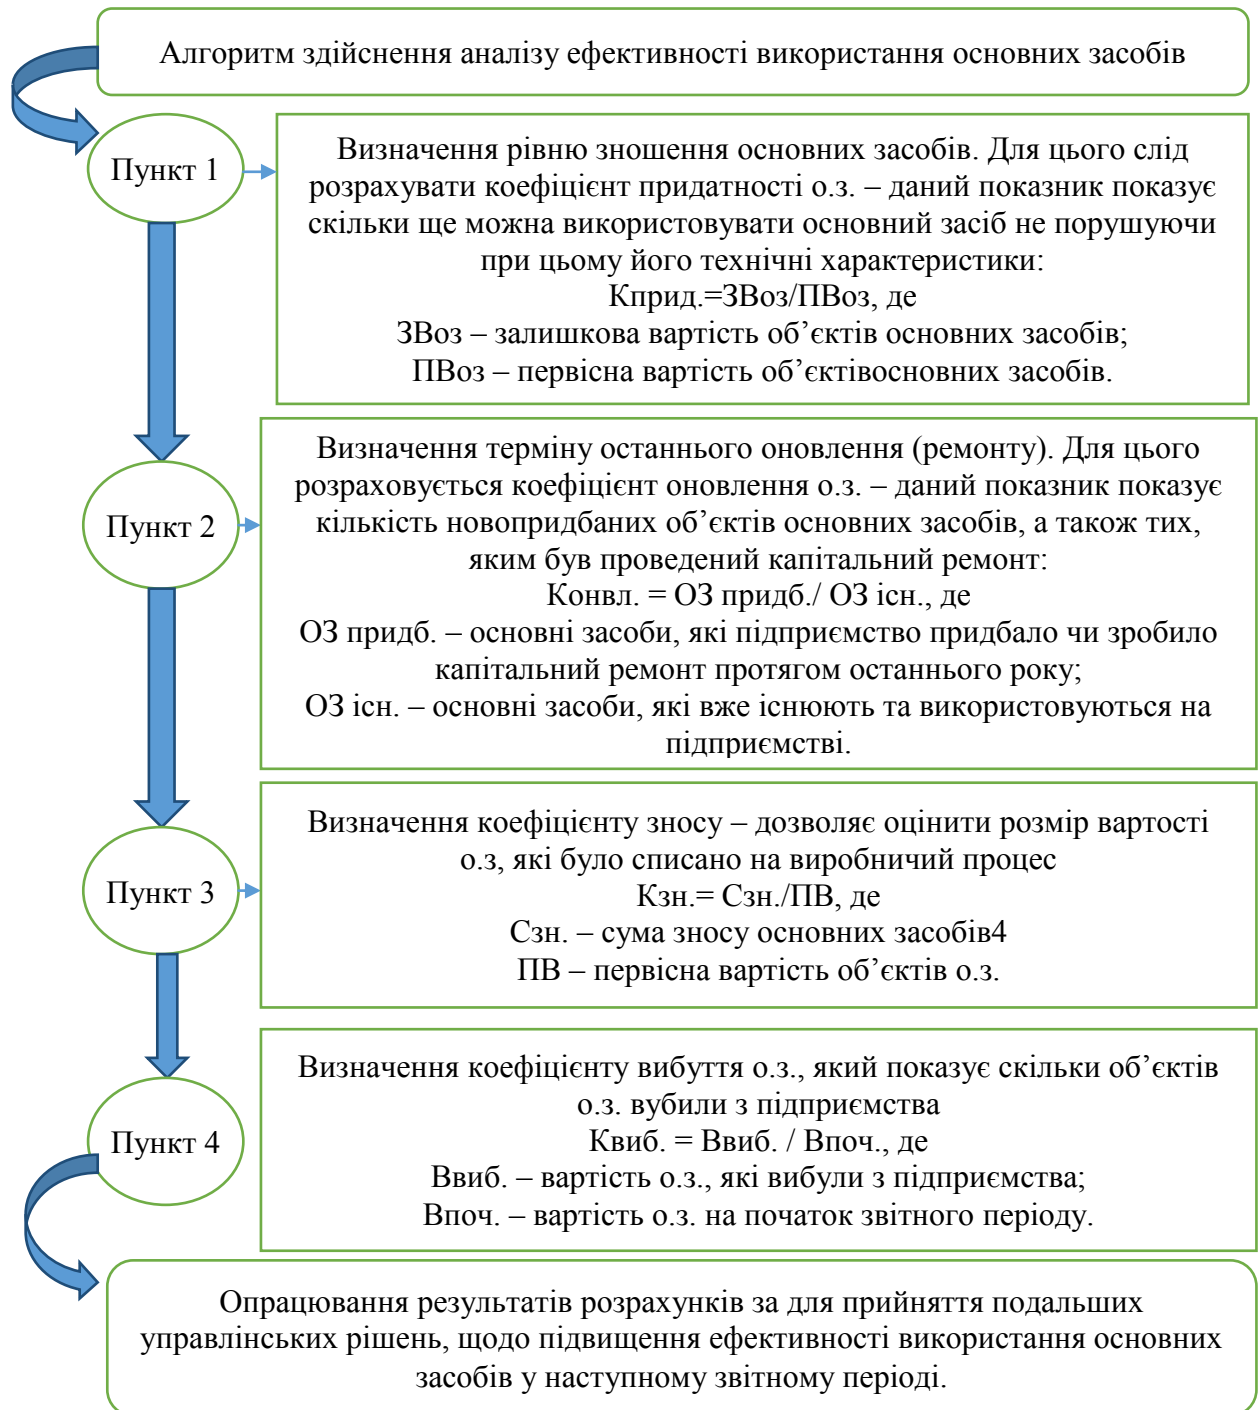 Алгоритм здійснення аналізу ефективності використання основних засобів
Пункт 1
Визначення рівню зношення основних засобів. Для цього слід
розрахувати коефіцієнт придатності о.з. – даний показник показує
скільки ще можна використовувати основний засіб не порушуючи
при цьому його технічні характеристики:
Кприд.=ЗВоз/ПВоз, де
ЗВоз – залишкова вартість об’єктів основних засобів;
ПВоз – первісна вартість об’єктівосновних засобів.
Пункт 2
Визначення терміну останнього оновлення (ремонту). Для цього
розраховується коефіцієнт оновлення о.з. – даний показник показує
кількість новопридбаних об’єктів основних засобів, а також тих,
яким був проведений капітальний ремонт:
Конвл. = ОЗ придб./ ОЗ існ., де
ОЗ придб. – основні засоби, які підприємство придбало чи зробило
капітальний ремонт протягом останнього року;
ОЗ існ. – основні засоби, які вже існюють та використовуються на
підприємстві.
Пункт 3
Визначення коефіцієнту зносу – дозволяє оцінити розмір вартості
о.з, які було списано на виробничий процес
Кзн.= Сзн./ПВ, де
Сзн. – сума зносу основних засобів4
ПВ – первісна вартість об’єктів о.з.
Пункт 4
Визначення коефіцієнту вибуття о.з., який показує скільки об’єктів
о.з. вубили з підприємства
Квиб. = Ввиб. / Впоч., де
Ввиб. – вартість о.з., які вибули з підприємства;
Впоч. – вартість о.з. на початок звітного періоду.
Опрацювання результатів розрахунків за для прийняття подальших
управлінських рішень, щодо підвищення ефективності використання основних
засобів у наступному звітному періоді.